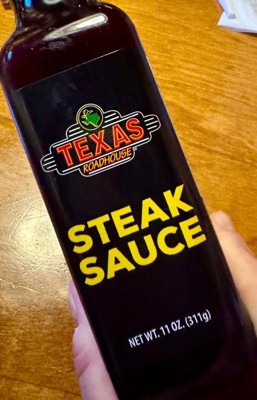 TEXAS
ROADHOUSE
STEAK
SAUCE
NET WT. 11 OZ. (311g)